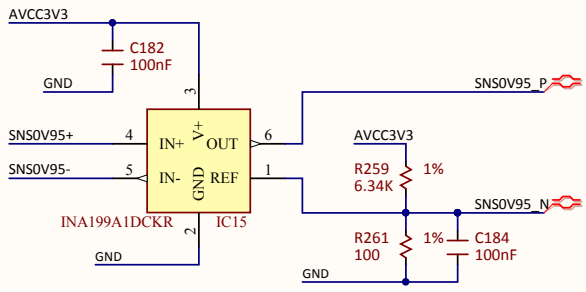 AVCC3V3
C182
100nF
GND
3
SNS0V95_P
SNS0V95+
4
IN+
V+
OUT
6
AVCC3V3
SNS0V95-
5
IN-
GND
REF
1
R259
1%
6.34K
SNS0V95_N
INA199A1DCKR
IC15
2
GND
R261
1%
C184
100
100nF
GND